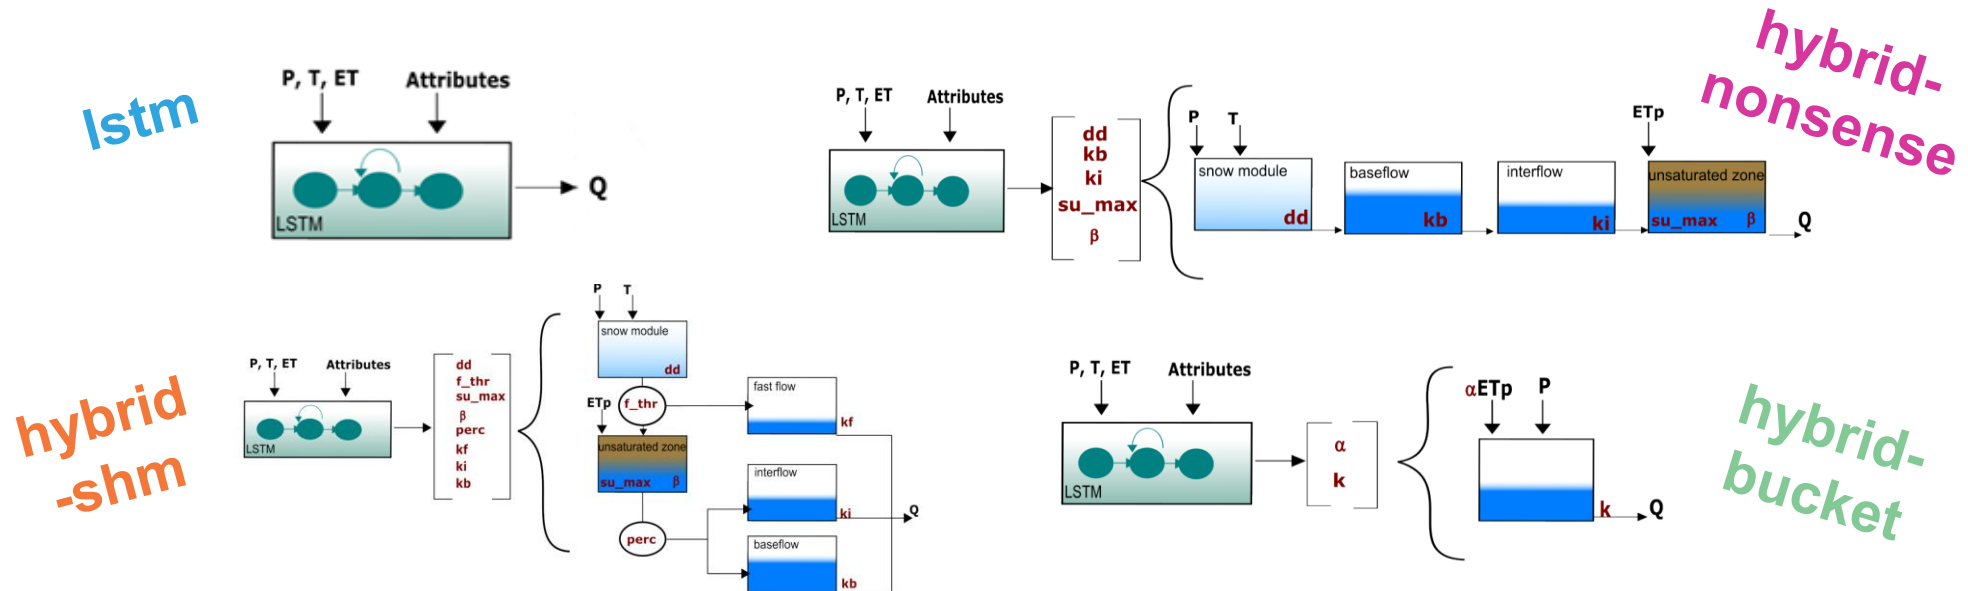 lstm
P, T, ET
Attributes
LSTM
Q
hybrid-
nonsense
P, T, ET
Attributes
LSTM
dd
kb
ki
su_max
β
P
T
snow module
dd
baseflow
kb
interflow
ki
ETp
unsaturated zone
su_max
β
Q
hybrid
-shm
P, T, ET
Attributes
LSTM
dd
f_thr
su_max
β
perc
kf
ki
kb
P
T
snow module
dd
ETp
f_thr
fast flow
kf
unsaturated zone
su_max
β
interflow
ki
Q
perc
baseflow
kb
hybrid-
bucket
P, T, ET
Attributes
LSTM
α
k
αETp
P
k
Q